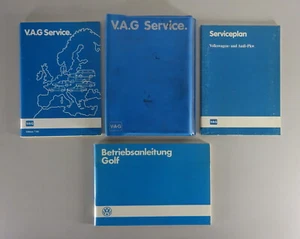 V.A.G Service.
V.A.G Service.
V.A.G
Serviceplan
Volkswagen- und Audi-Pkw
Betriebsanleitung
Golf